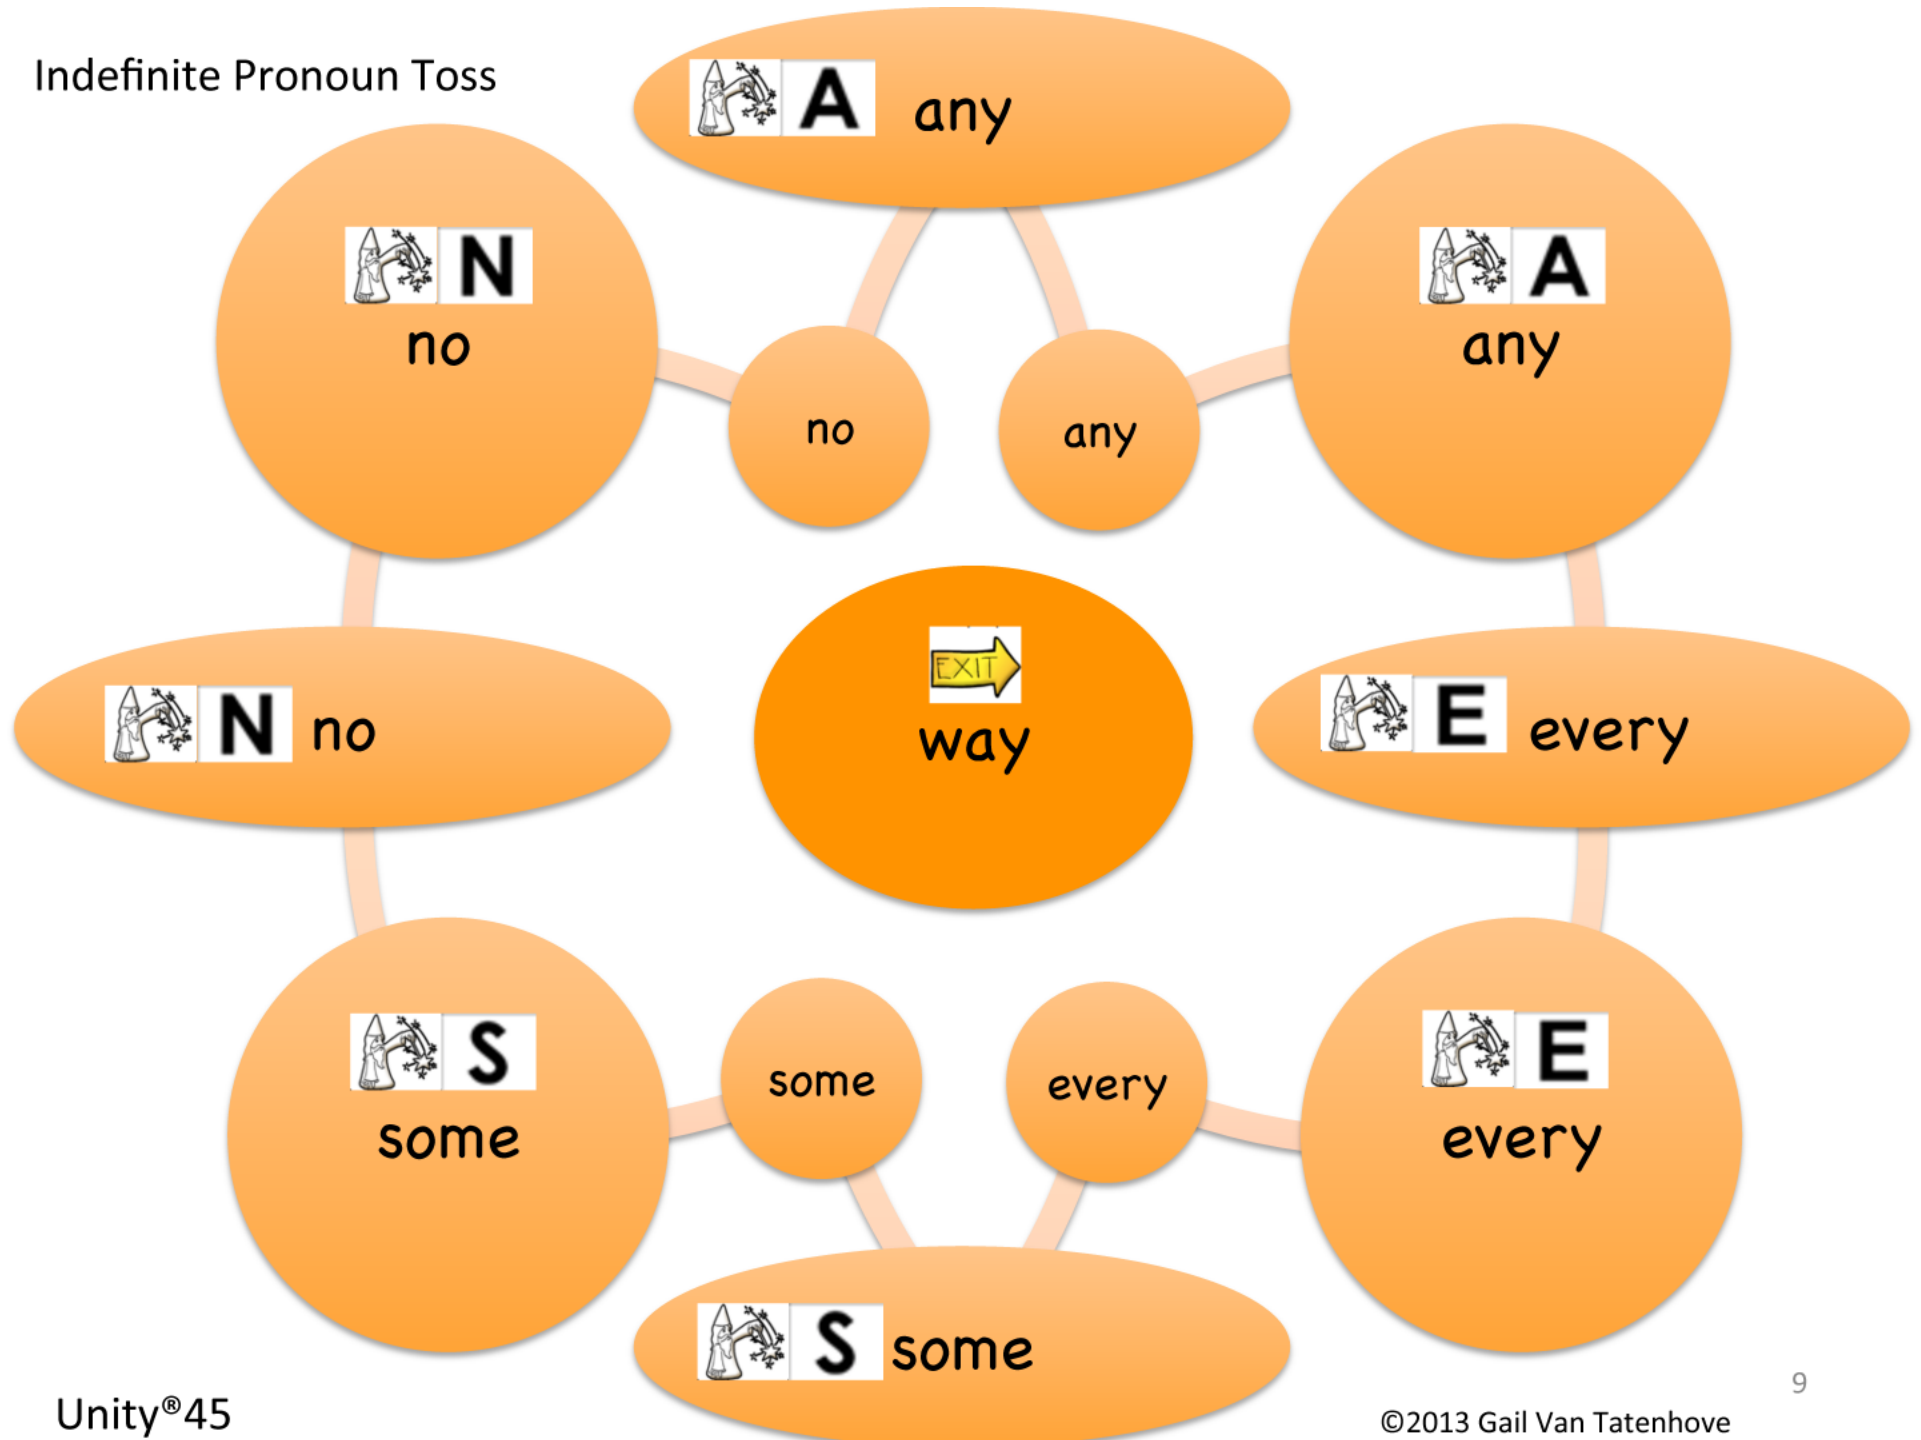 Indefinite Pronoun Toss
A any
N
no
A
any
no
any
EXIT
way
N no
E every
S
some
some
every
E
every
S some
Unity®45
9
©2013 Gail Van Tatenhove